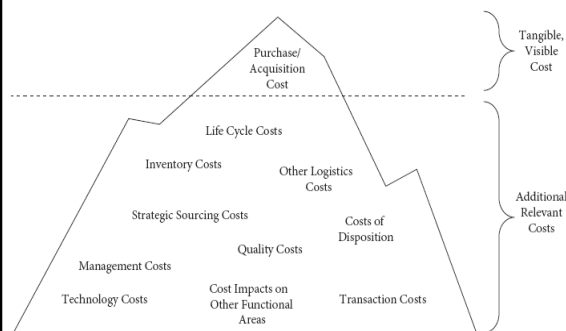 Purchase/
Acquisition
Cost
Tangible,
Visible
Cost
Life Cycle Costs
Inventory Costs
Other Logistics
Costs
Strategic Sourcing Costs
Costs of
Disposition
Additional
Relevant
Costs
Quality Costs
Management Costs
Technology Costs
Cost Impacts on
Other Functional
Areas
Transaction Costs